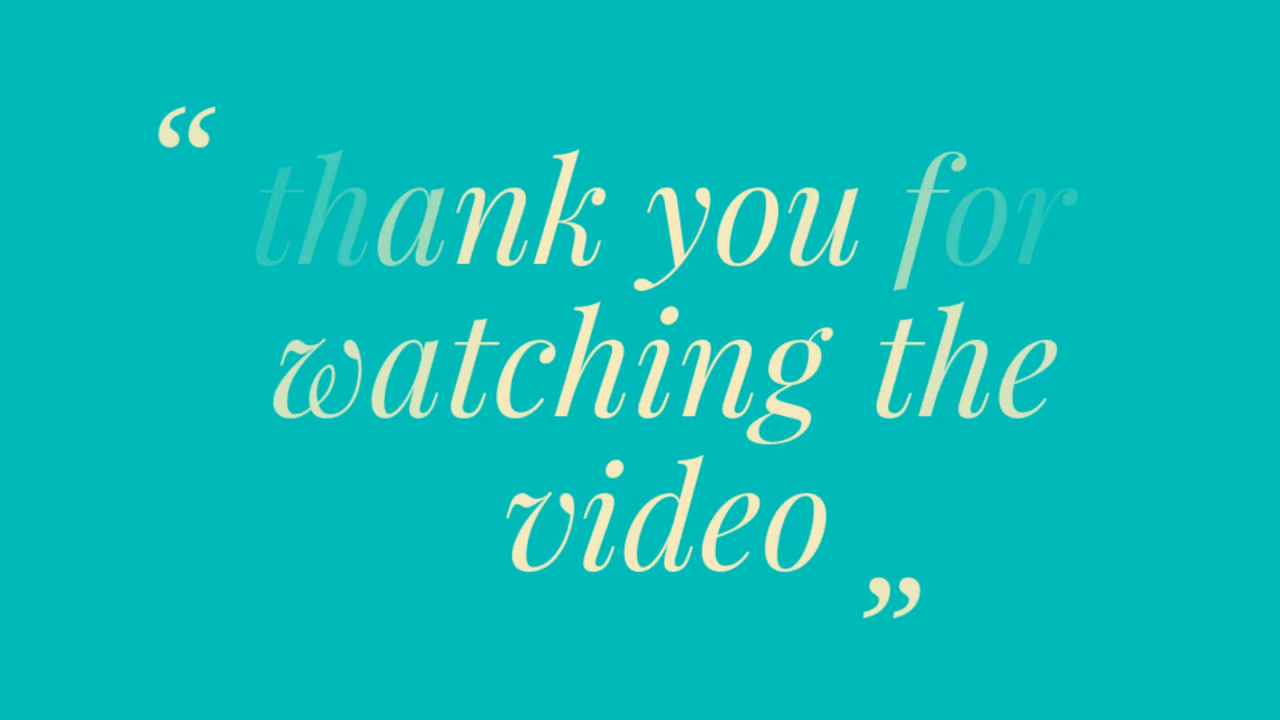 “ thank you for
watching the
video ”